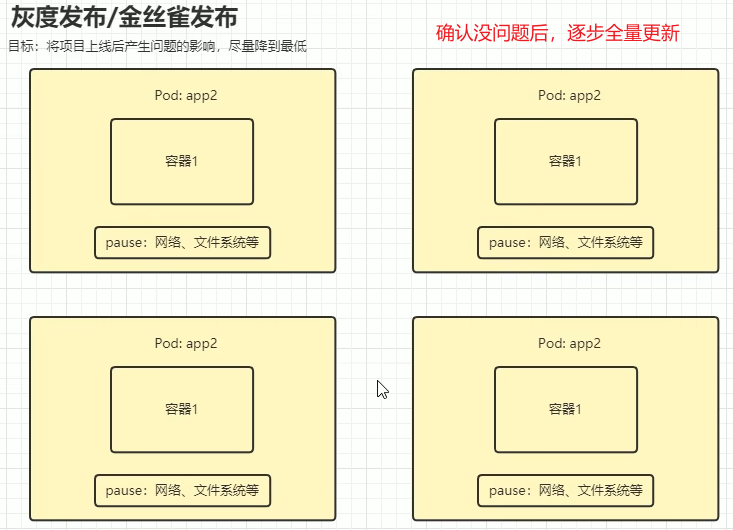 灰度发布/金丝雀发布
目标：将项目上线后产生问题的影响，尽量降到最低
确认没问题后，逐步全量更新
Pod: app2
容器1
pause：网络、文件系统等
Pod: app2
容器1
pause：网络、文件系统等
Pod: app2
容器1
pause：网络、文件系统等
Pod: app2
容器1
pause：网络、文件系统等